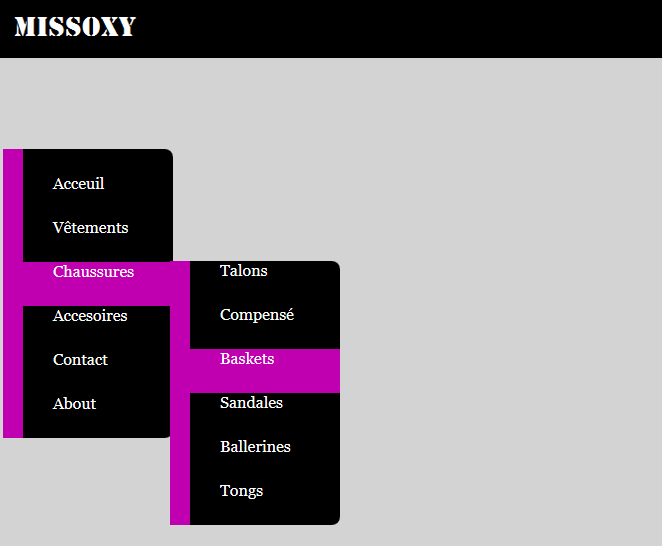 MISSOXY
Acceuil
Vêtements
Chaussures
Accesoires
Contact
About
Talons
Compensé
Baskets
Sandales
Ballerines
Tongs